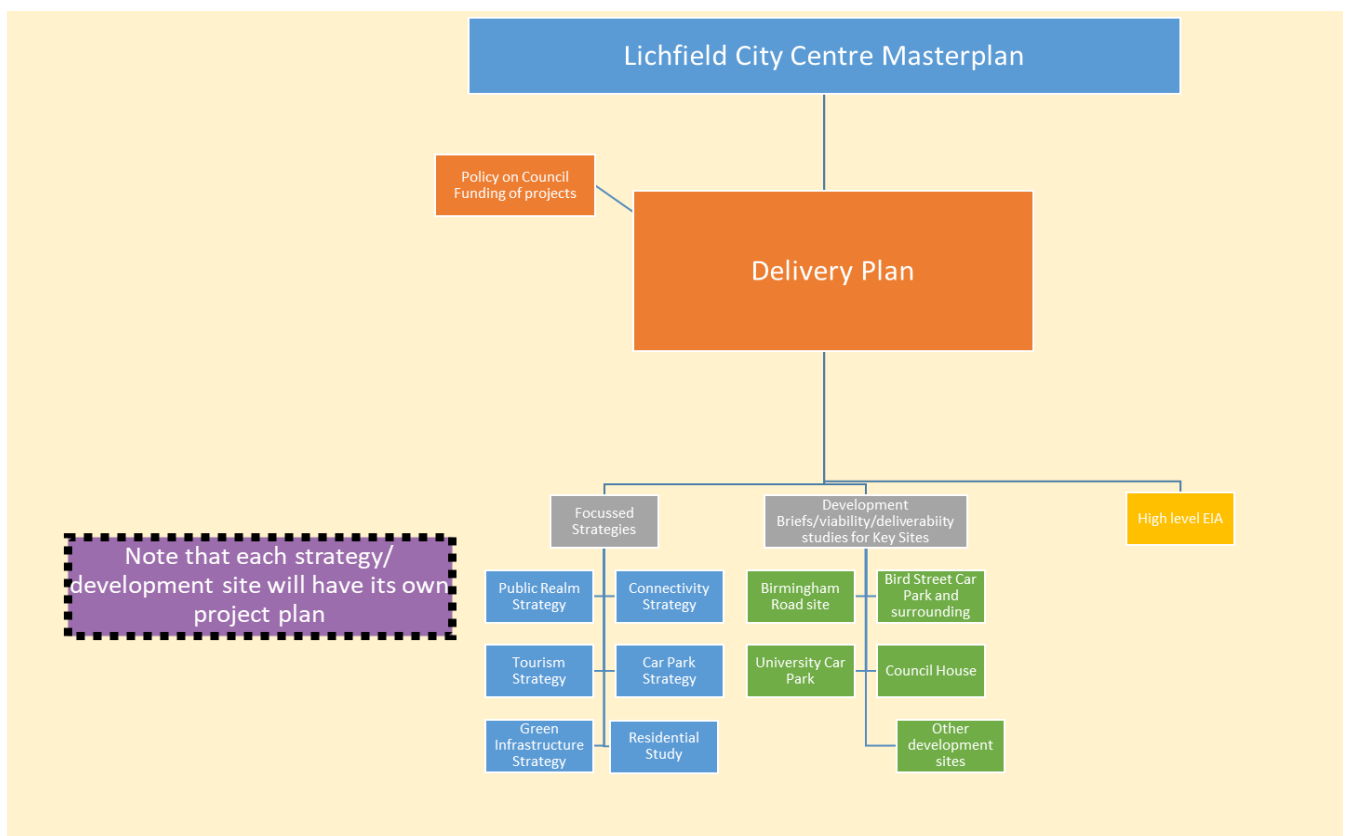 Lichfield City Centre Masterplan
Policy on Council
Funding of projects
Delivery Plan
Focussed
Strategies
Development
Briefs/viability/deliverabiity
studies for Key Sites
High level EIA
Note that each strategy/
development site will have its own
project plan
Public Realm
Strategy
Connectivity
Strategy
Birmingham
Road site
Bird Street Car
Park and
surrounding
Tourism
Strategy
Car Park
Strategy
University Car
Park
Council House
Green
Infrastructure
Strategy
Residential
Study
Other
development
sites